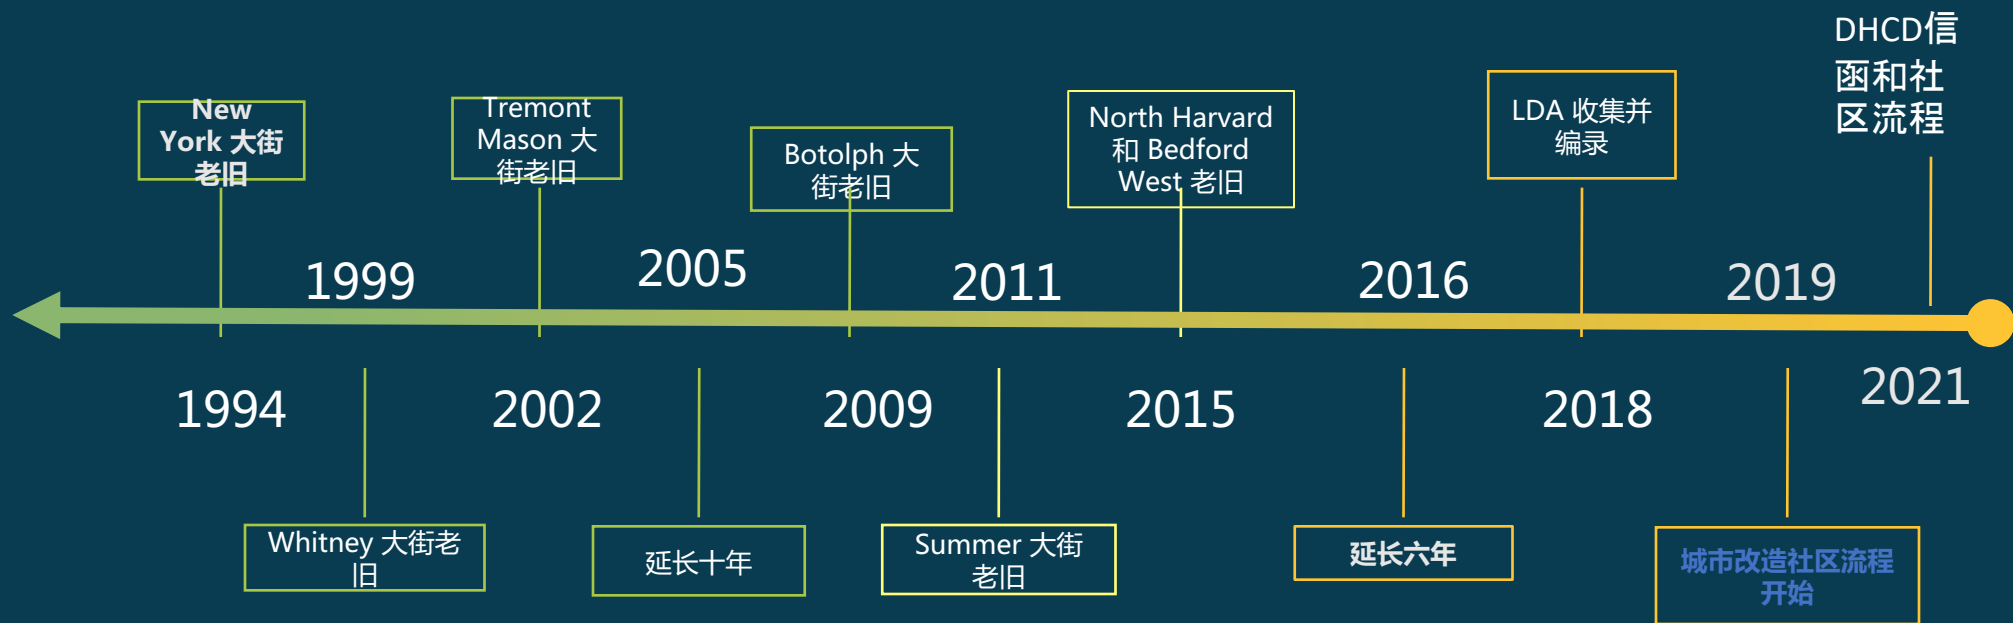 DHCD信
函和社
区流程
New
York 大街
老旧
Tremont
Mason 大
街老旧
Botolph 大
街老旧
North Harvard
和 Bedford
West 老旧
LDA 收集并
编录
1999
2005
2011
2016
2019
1994
2002
2009
2015
2018
2021
Whitney 大街老
旧
延长十年
Summer 大街
老旧
延长六年
城市改造社区流程
开始